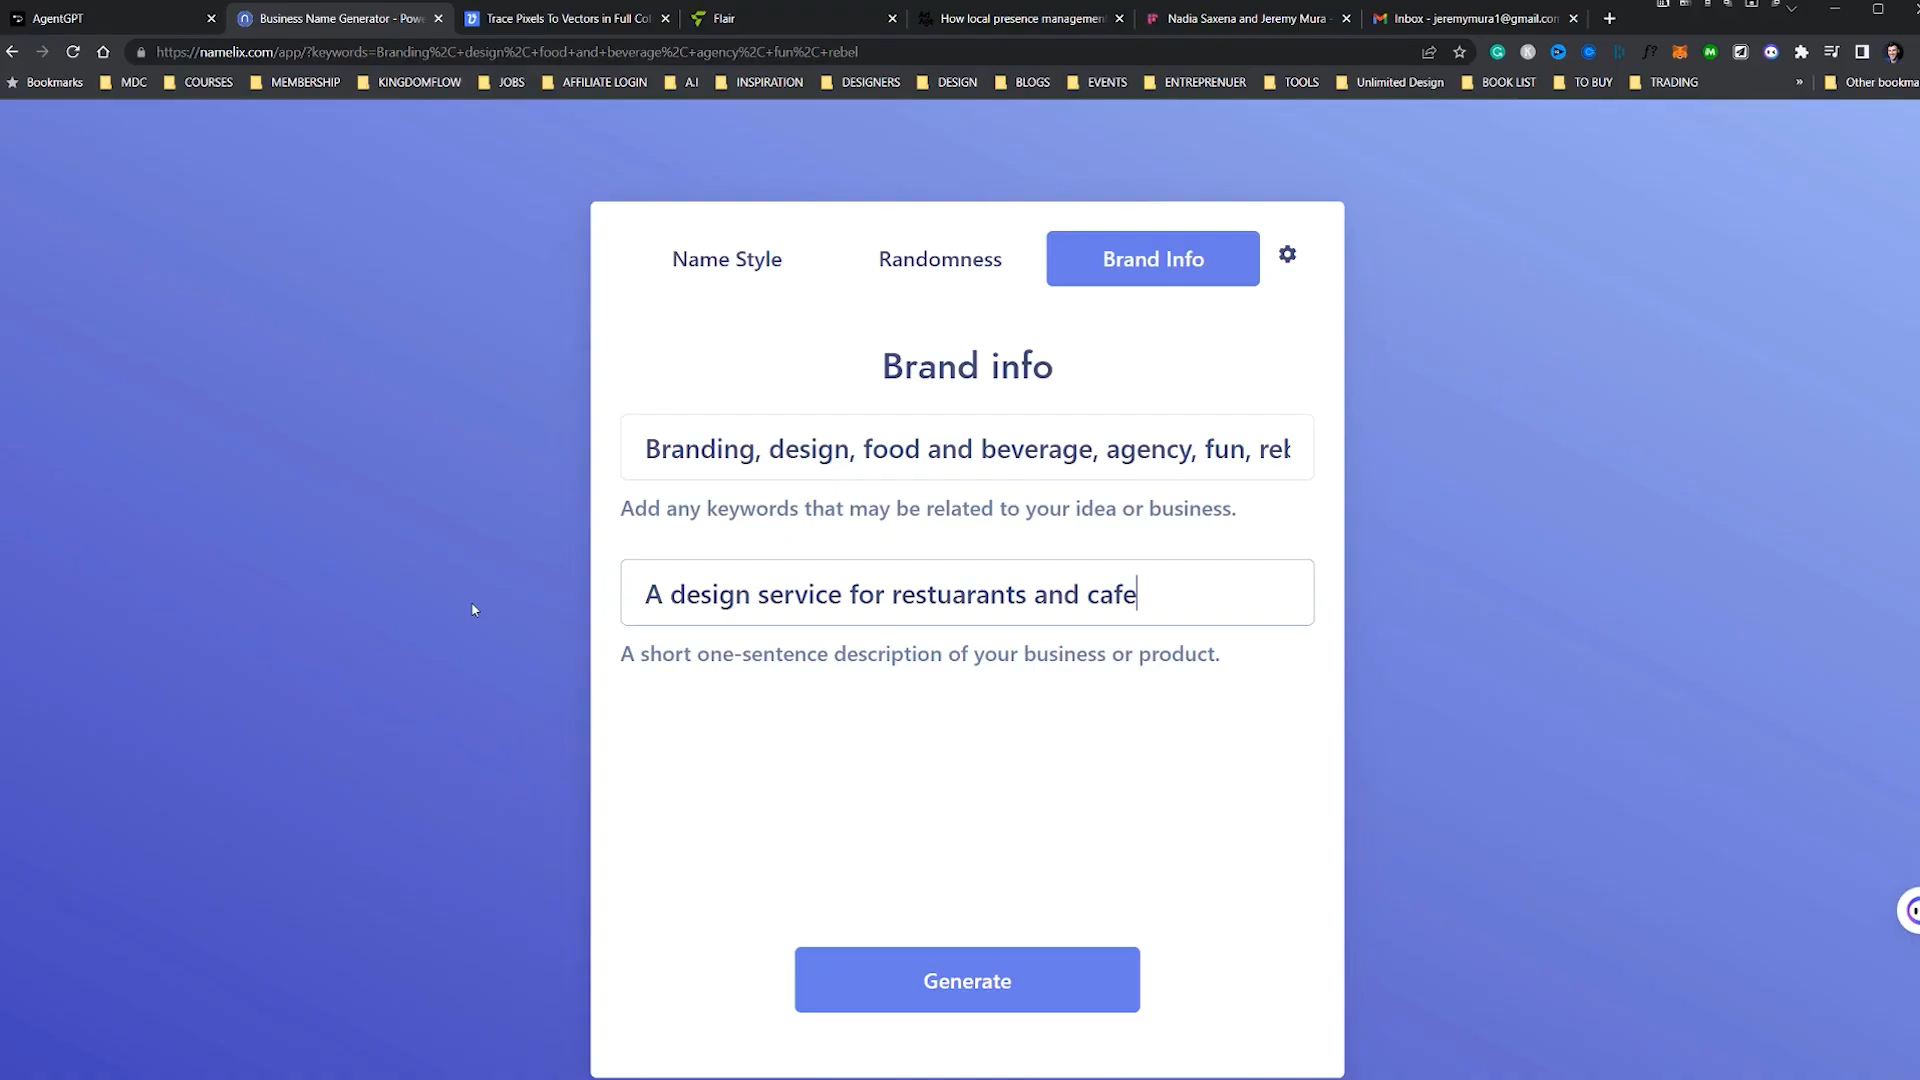 AgentGPT
Business Name Generator - Pow
Trace Pixels To Vectors in Full Co
Flair
How local presence managemen
Nadia Saxena and Jeremy Mura -
Inbox - jeremymura1@gmail.com
https://namelix.com/app/?keywords=Branding%2C+design%2C+food+and+beverage%2C+agency%2C+fun%2C+rebel
Bookmarks MDC COURSES MEMBERSHIP KINGDOMFLOW JOBS AFFILIATE LOGIN A.I INSPIRATION DESIGNERS DESIGN BLOGS EVENTS ENTREPRENUER TOOLS Unlimited Design BOOK LIST TO BUY TRADING » Other bookma
Name Style Randomness Brand Info
Brand info
Branding, design, food and beverage, agency, fun, reb
Add any keywords that may be related to your idea or business.
A design service for restuarants and cafe
A short one-sentence description of your business or product.
Generate